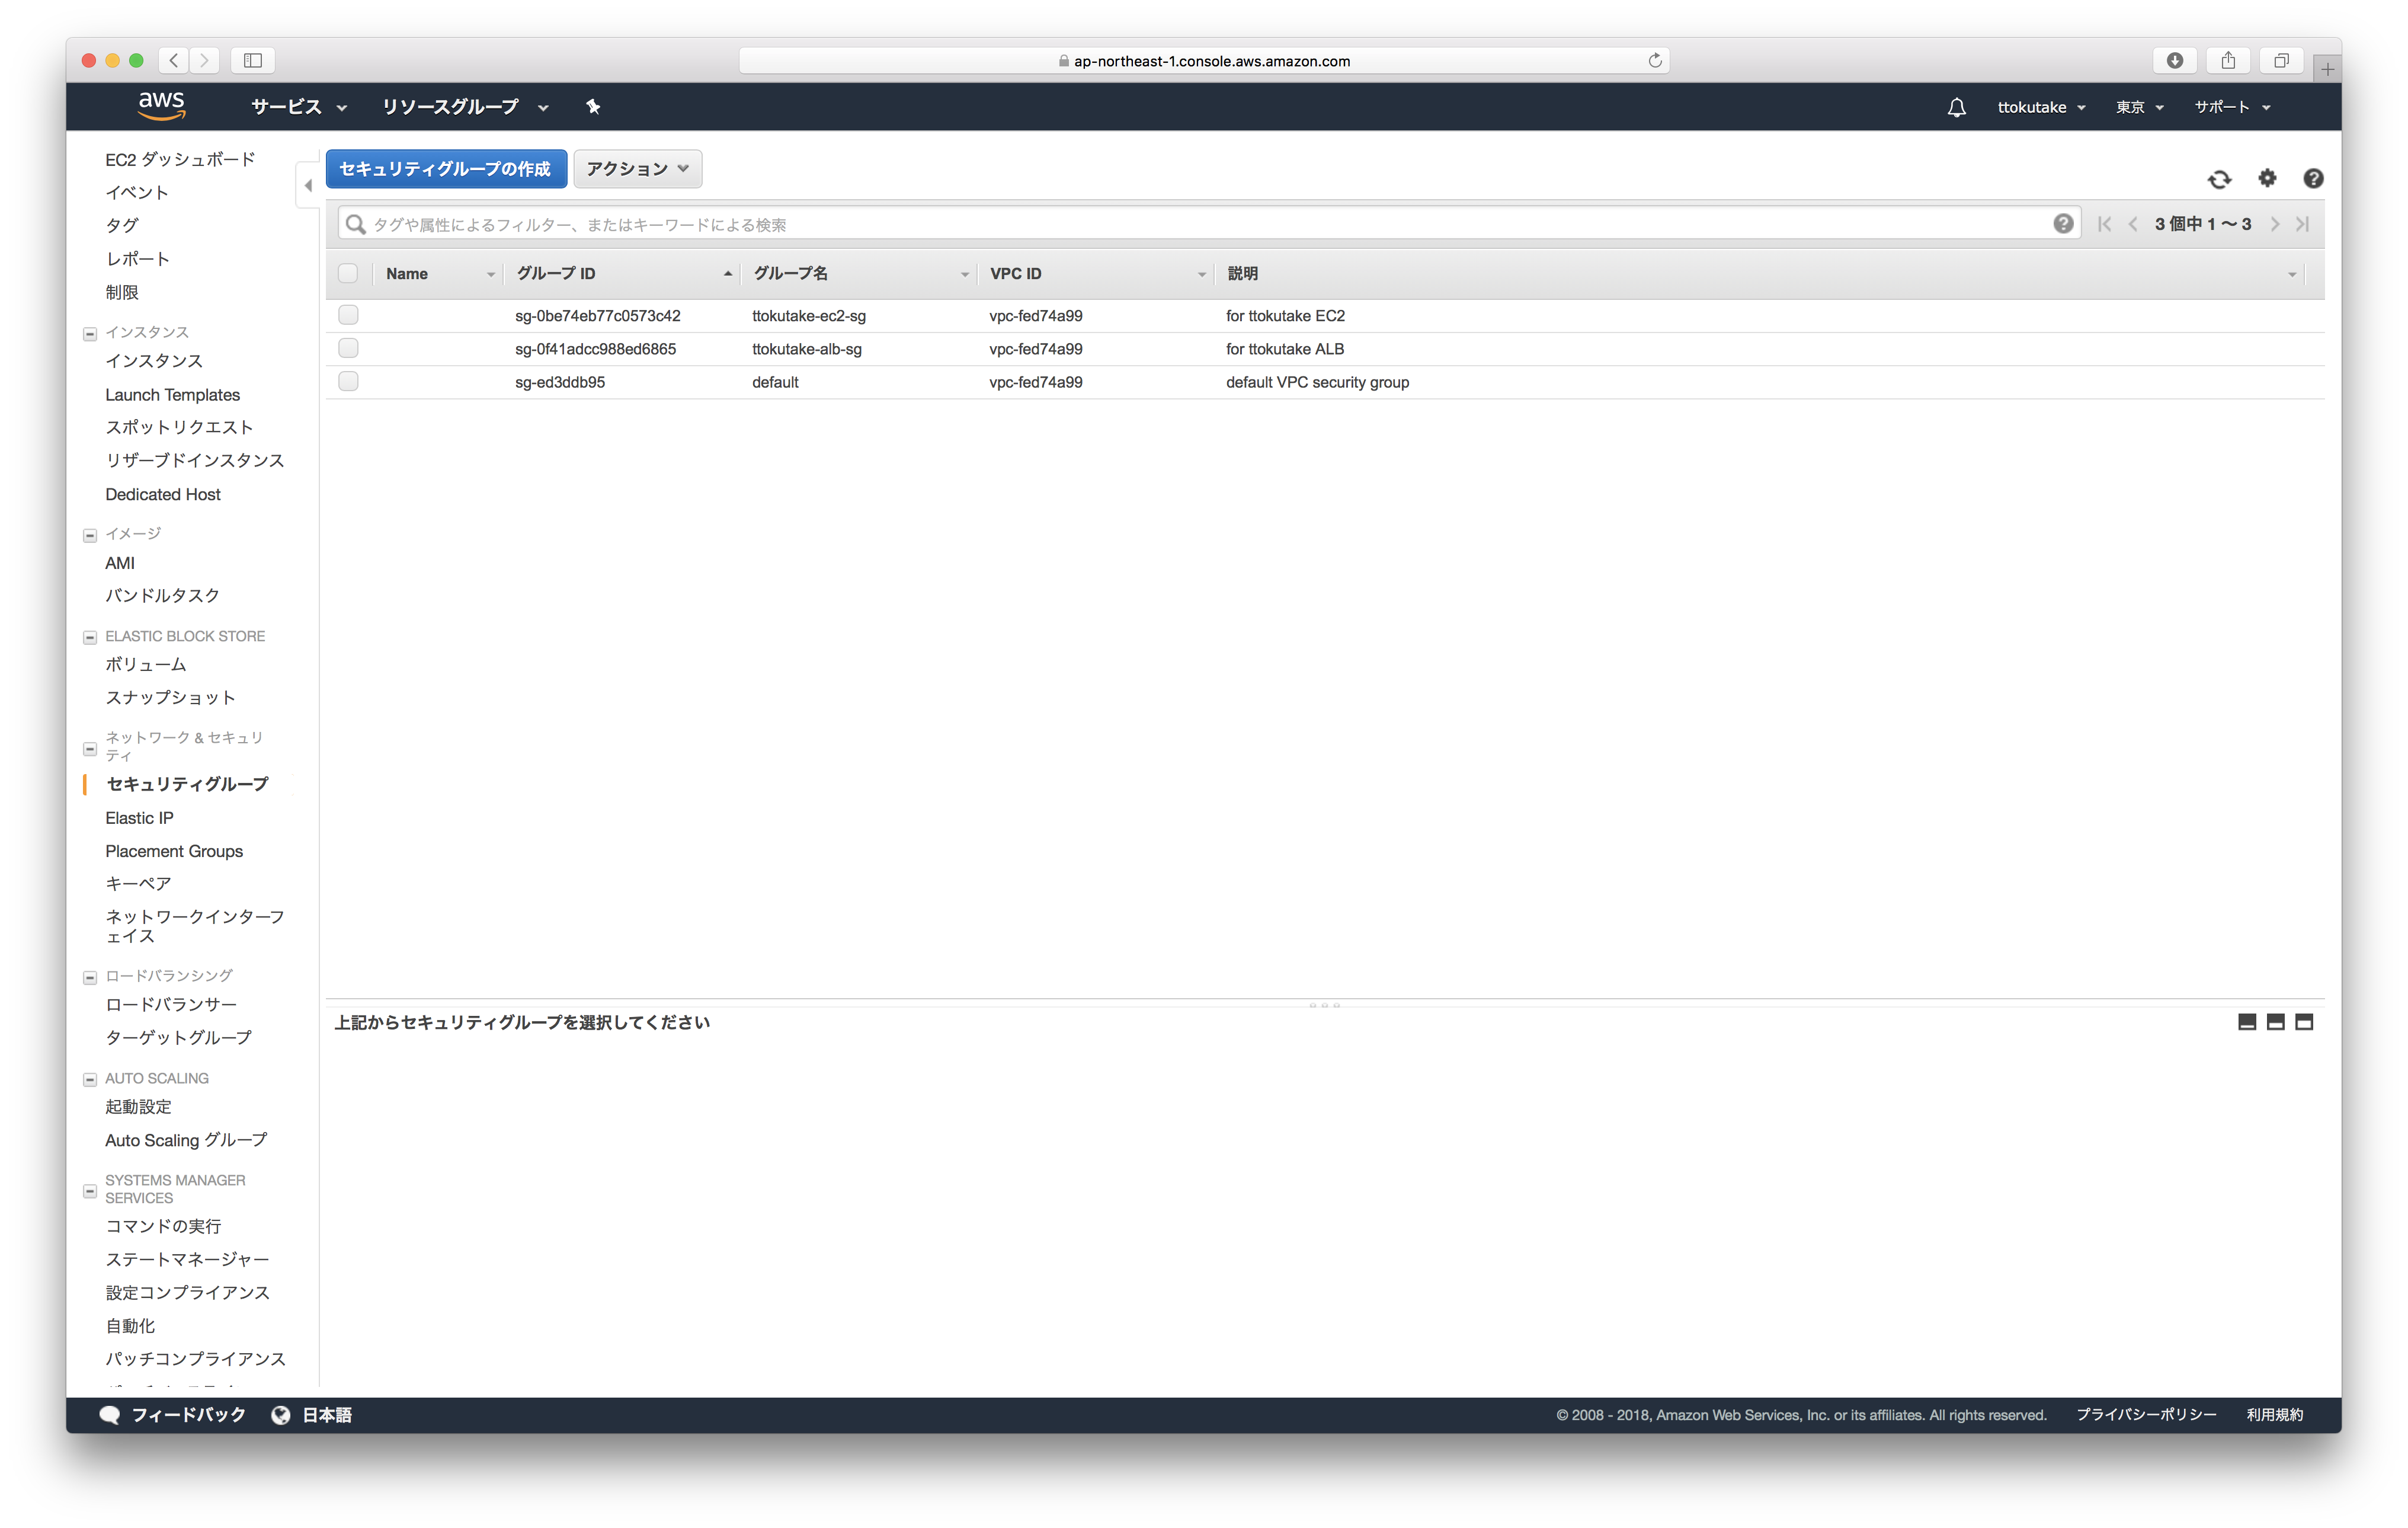 ap-northeast-1.console.aws.amazon.com
aws サービス リソースグループ ttokutake 東京 サポート
EC2 ダッシュボード
イベント
タグ
レポート
制限
インスタンス
インスタンス
Launch Templates
スポットリクエスト
リザーブドインスタンス
Dedicated Host
イメージ
AMI
バンドルタスク
ELASTIC BLOCK STORE
ボリューム
スナップショット
ネットワーク & セキュリ
ティ
セキュリティグループ
Elastic IP
Placement Groups
キーペア
ネットワークインターフ
ェイス
ロードバランシング
ロードバランサー
ターゲットグループ
AUTO SCALING
起動設定
Auto Scaling グループ
SYSTEMS MANAGER
SERVICES
コマンドの実行
ステートマネージャー
設定コンプライアンス
自動化
パッチコンプライアンス
セキュリティグループの作成 アクション
タグや属性によるフィルター、またはキーワードによる検索 3 個中 1 〜 3
Name グループ ID グループ名 VPC ID 説明
sg-0be74eb77c0573c42 ttokutake-ec2-sg vpc-fed74a99 for ttokutake EC2
sg-0f41adcc988ed6865 ttokutake-alb-sg vpc-fed74a99 for ttokutake ALB
sg-ed3ddb95 default vpc-fed74a99 default VPC security group
上記からセキュリティグループを選択してください
フィードバック 日本語 © 2008 - 2018, Amazon Web Services, Inc. or its affiliates. All rights reserved. プライバシーポリシー 利用規約